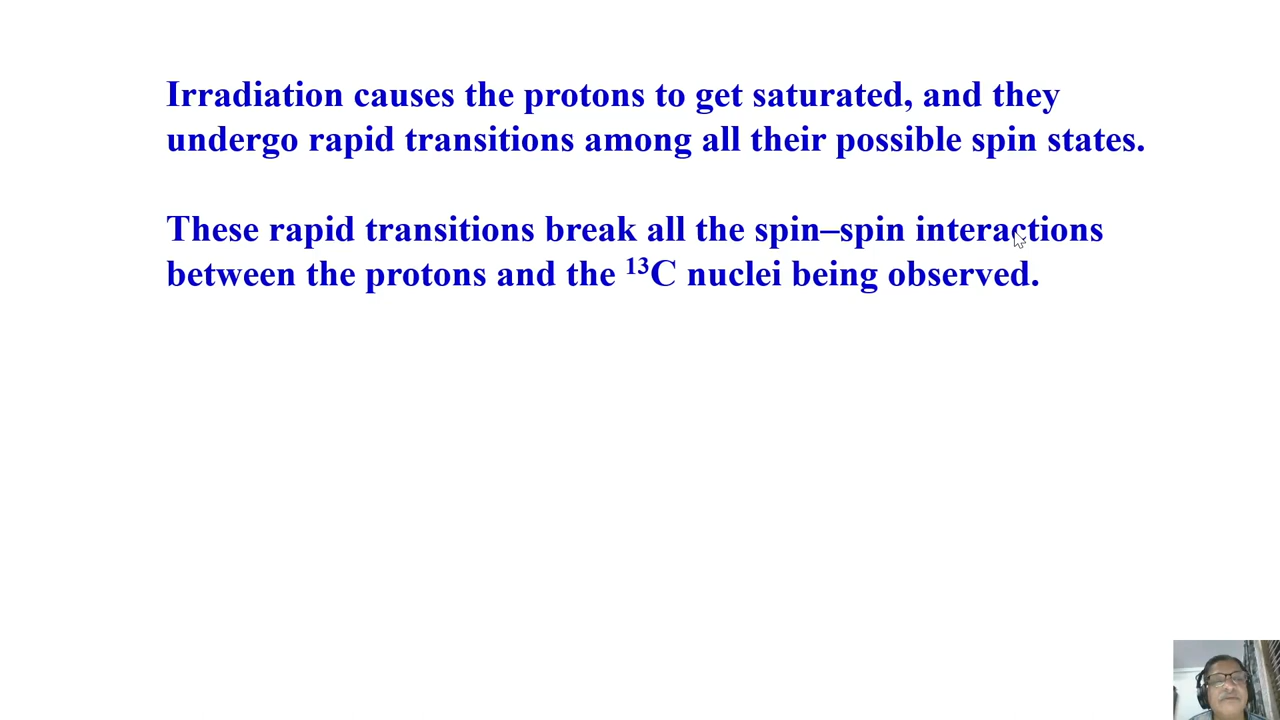 Irradiation causes the protons to get saturated, and they
undergo rapid transitions among all their possible spin states.
These rapid transitions break all the spin–spin interactions
between the protons and the ¹³C nuclei being observed.